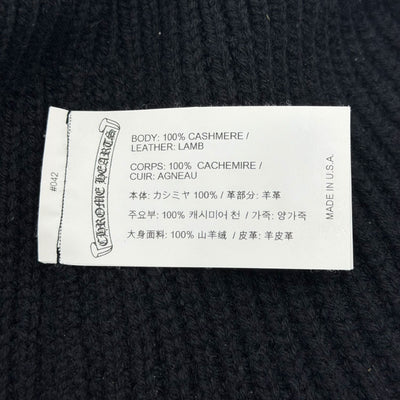 BODY: 100% CASHMERE /
LEATHER: LAMB
CORPS: 100% CACHEMIRE /
CUIR: AGNEAU
本体: カシミヤ 100% / 革部分: 羊革
주요부: 100% 캐시미어 천 / 가죽: 양가죽
大身面料: 100% 山羊绒 / 皮革: 羊皮革
CHROME HEARTS
#042
MADE IN U.S.A.